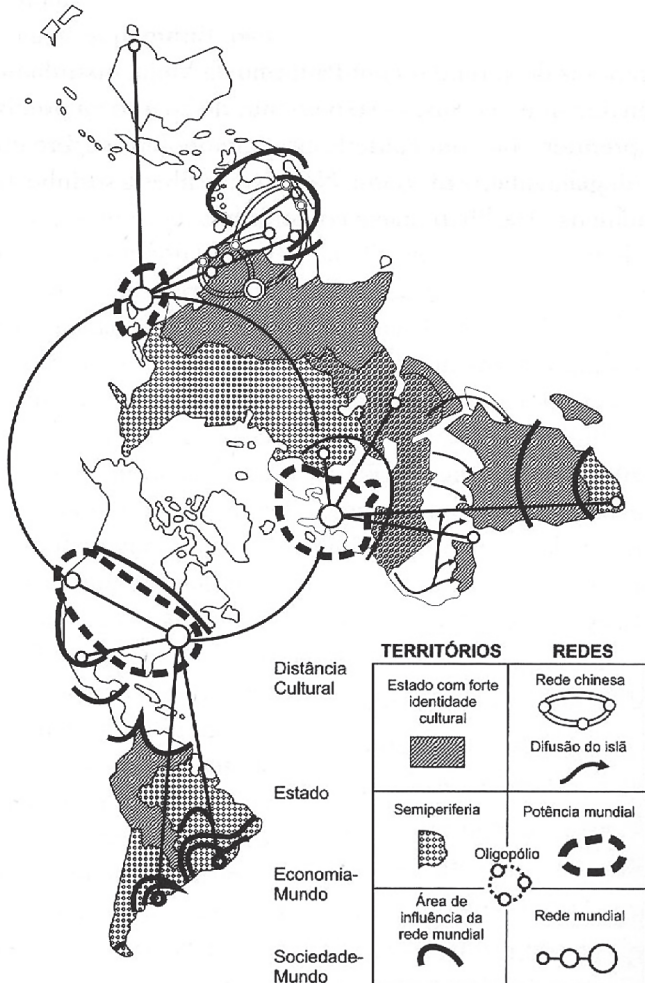 TERRITÓRIOS
REDES
Distância
Cultural
Estado com forte
identidade
cultural
Rede chinesa
Difusão do islã
Estado
Semiperiferia
Potência mundial
Oligopólio
Economia-
Mundo
Área de
influência da
rede mundial
Rede mundial
Sociedade-
Mundo